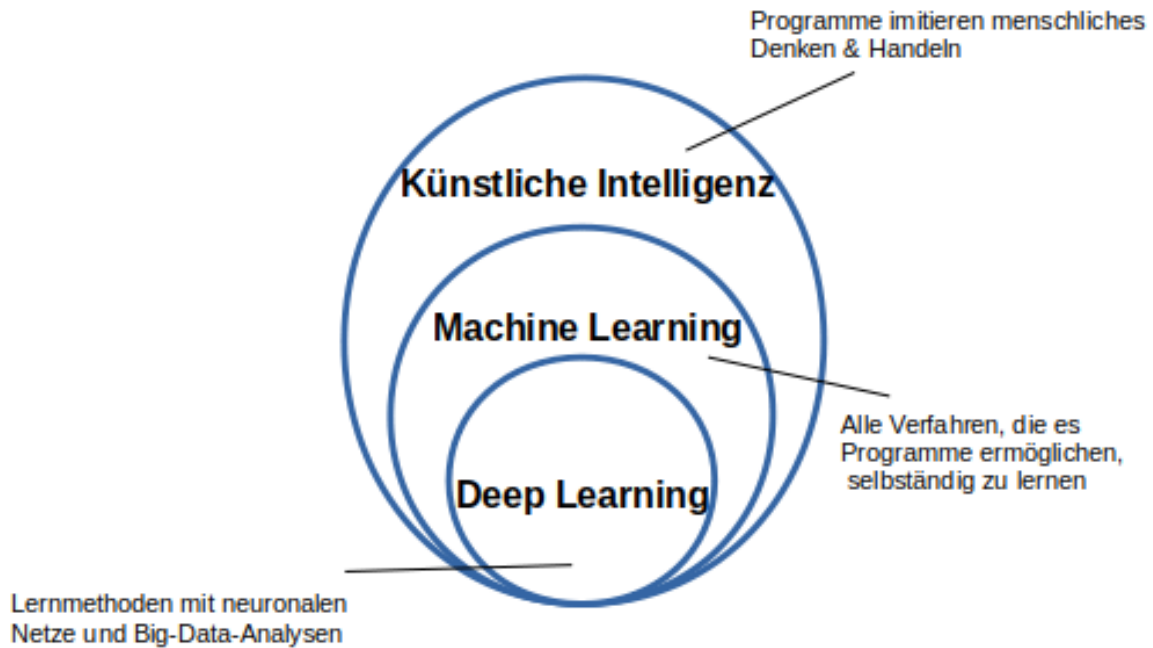 Programme imitieren menschliches
Denken & Handeln
Künstliche Intelligenz
Machine Learning
Alle Verfahren, die es
Programme ermöglichen,
selbständig zu lernen
Deep Learning
Lernmethoden mit neuronalen
Netze und Big-Data-Analysen